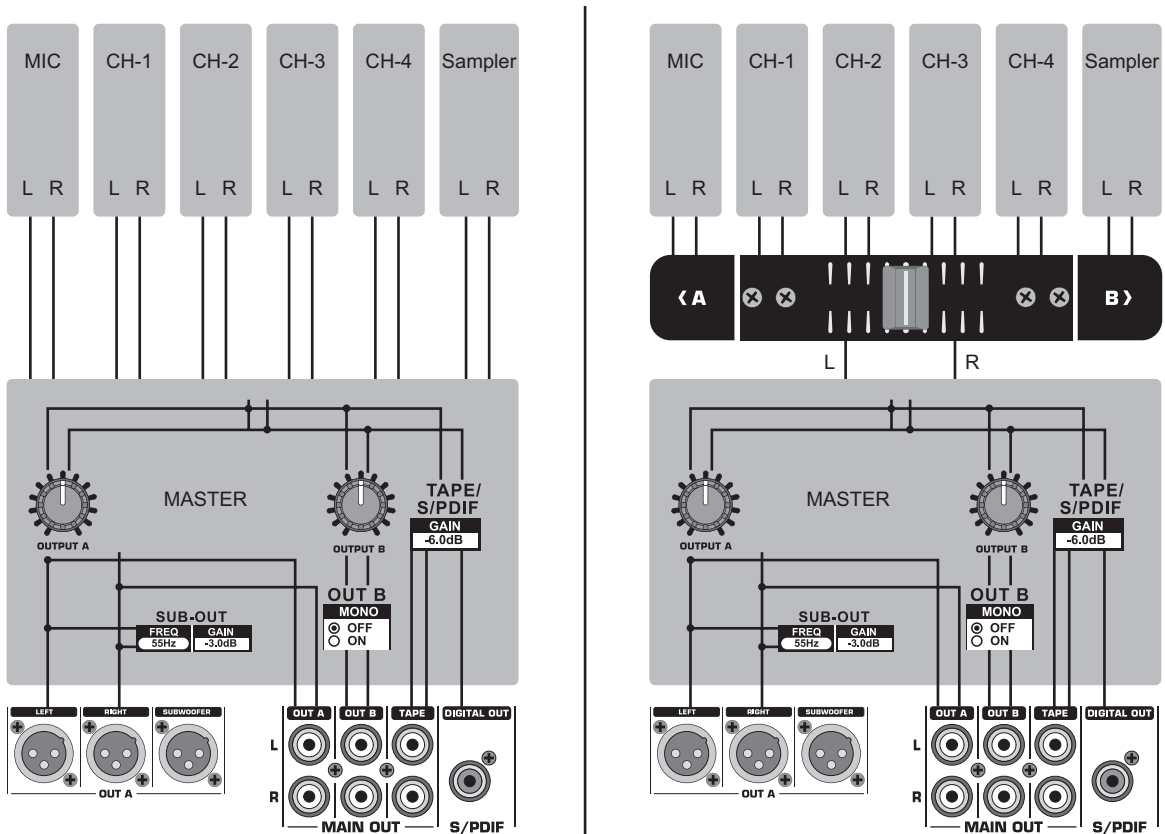 MIC CH-1 CH-2 CH-3 CH-4 Sampler
L R L R L R L R L R L R
MASTER
OUTPUT A
OUTPUT B
TAPE/
S/PDIF
GAIN
-6.0dB
OUT B
MONO
OFF
ON
SUB-OUT
FREQ GAIN
55Hz -3.0dB
LEFT RIGHT SUBWOOFER
OUT A
OUT A OUT B TAPE DIGITAL OUT
L
R
MAIN OUT S/PDIF
MIC CH-1 CH-2 CH-3 CH-4 Sampler
L R L R L R L R L R L R
A B
L R
MASTER
OUTPUT A
OUTPUT B
TAPE/
S/PDIF
GAIN
-6.0dB
OUT B
MONO
OFF
ON
SUB-OUT
FREQ GAIN
55Hz -3.0dB
LEFT RIGHT SUBWOOFER
OUT A
OUT A OUT B TAPE DIGITAL OUT
L
R
MAIN OUT S/PDIF